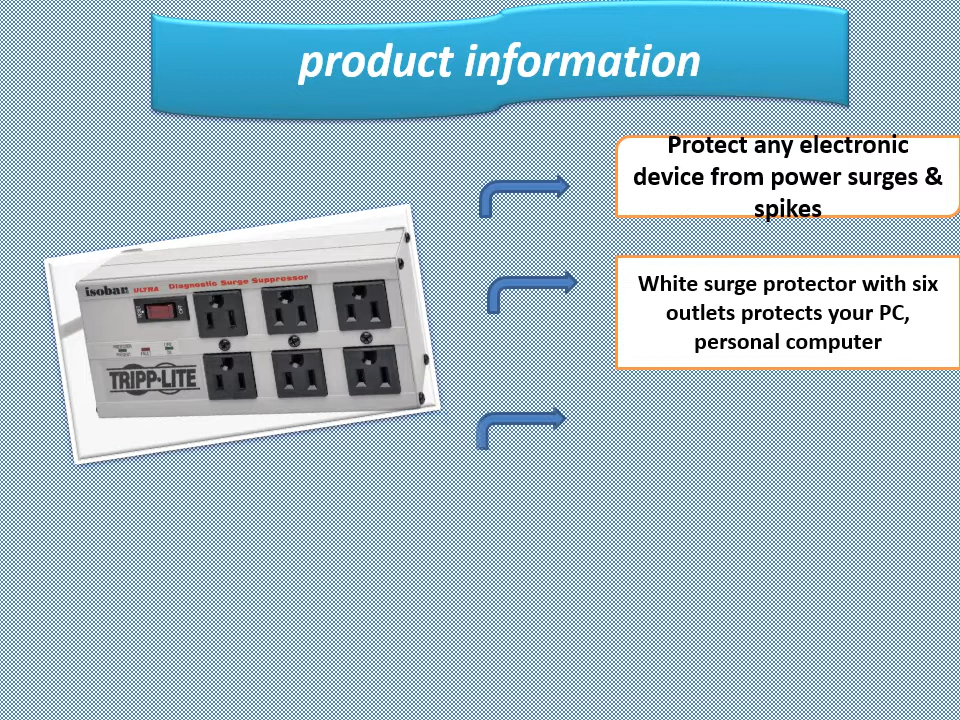 product information
Protect any electronic
device from power surges &
spikes
White surge protector with six
outlets protects your PC,
personal computer
isobar ULTRA Diagnostic Surge Suppressor
TRIPP·LITE